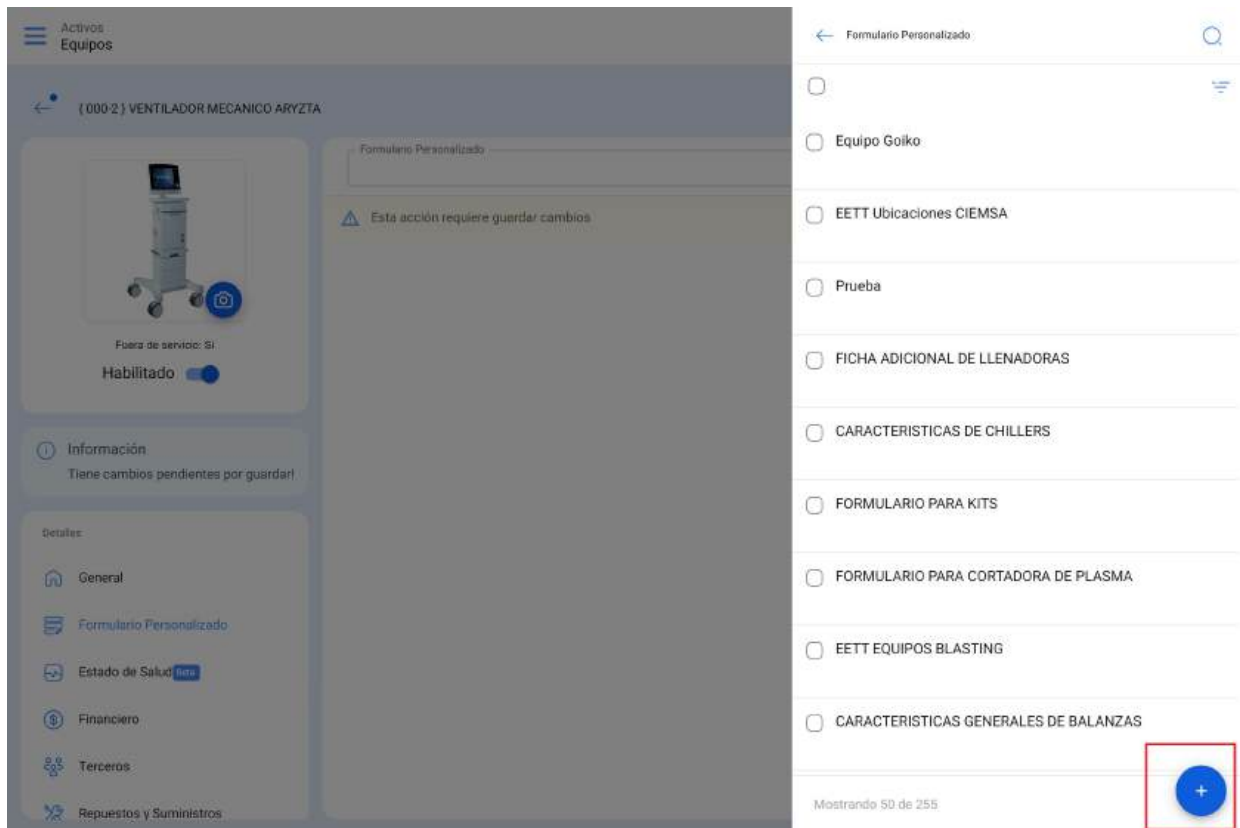 Activos
Equipos
{ 000-2 } VENTILADOR MECANICO ARYZTA
Fuera de servicio: Si
Habilitado
Información
Tiene cambios pendientes por guardar!
Detalles
General
Formulario Personalizado
Estado de Salud Beta
Financiero
Terceros
Repuestos y Suministros
Formulario Personalizado
Esta acción requiere guardar cambios
Formulario Personalizado
Equipo Goiko
EETT Ubicaciones CIEMSA
Prueba
FICHA ADICIONAL DE LLENADORAS
CARACTERISTICAS DE CHILLERS
FORMULARIO PARA KITS
FORMULARIO PARA CORTADORA DE PLASMA
EETT EQUIPOS BLASTING
CARACTERISTICAS GENERALES DE BALANZAS
Mostrando 50 de 255